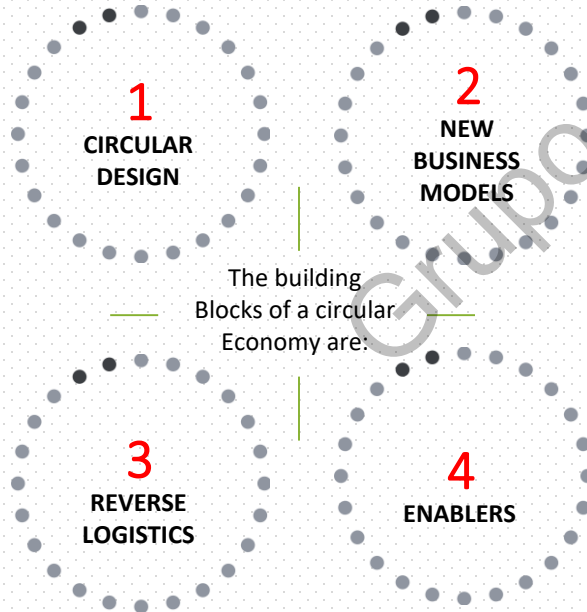 1
CIRCULAR
DESIGN
2
NEW
BUSINESS
MODELS
The building
Blocks of a circular
Economy are:
3
REVERSE
LOGISTICS
4
ENABLERS
Grupo